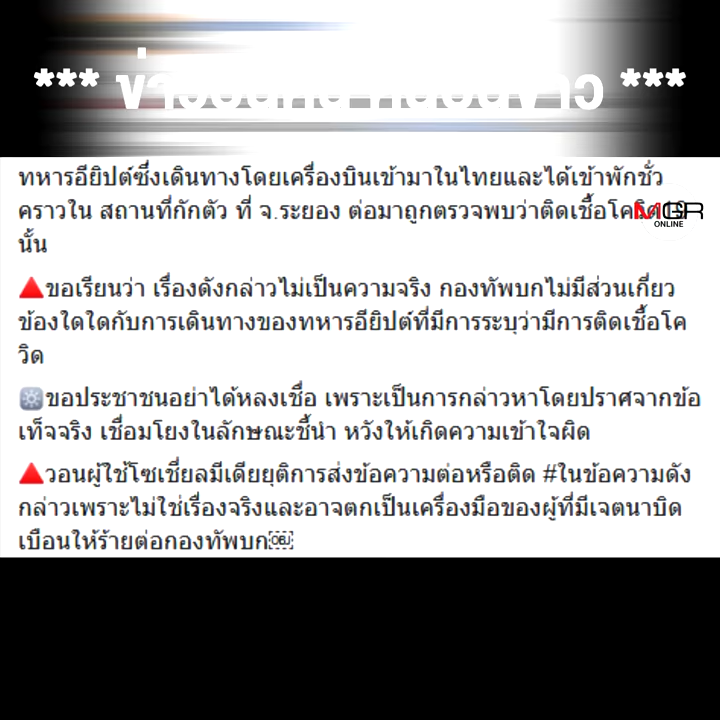 ทหารอียิปต์ซึ่งเดินทางโดยเครื่องบินเข้ามาในไทยและได้เข้าพักชั่ว
คราวใน สถานที่กักตัว ที่ จ.ระยอง ต่อมาถูกตรวจพบว่าติดเชื้อโควิด19
นั้น
MGR
ONLINE
🔺ขอเรียนว่า เรื่องดังกล่าวไม่เป็นความจริง กองทัพบกไม่มีส่วนเกี่ยว
ข้องใดใดกับการเดินทางของทหารอียิปต์ที่มีการระบุว่ามีการติดเชื้อโค
วิด
ขอประชาชนอย่าได้หลงเชื่อ เพราะเป็นการกล่าวหาโดยปราศจากข้อ
เท็จจริง เชื่อมโยงในลักษณะชี้นำ หวังให้เกิดความเข้าใจผิด
🔺วอนผู้ใช้โซเชี่ยลมีเดียยุติการส่งข้อความต่อหรือติด #ในข้อความดัง
กล่าวเพราะไม่ใช่เรื่องจริงและอาจตกเป็นเครื่องมือของผู้ที่มีเจตนาบิด
เบือนให้ร้ายต่อกองทัพบก